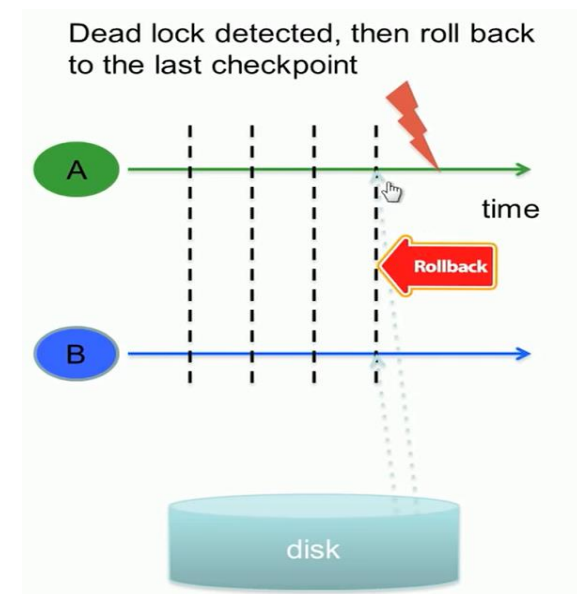 Dead lock detected, then roll back
to the last checkpoint
A
time
Rollback
B
disk